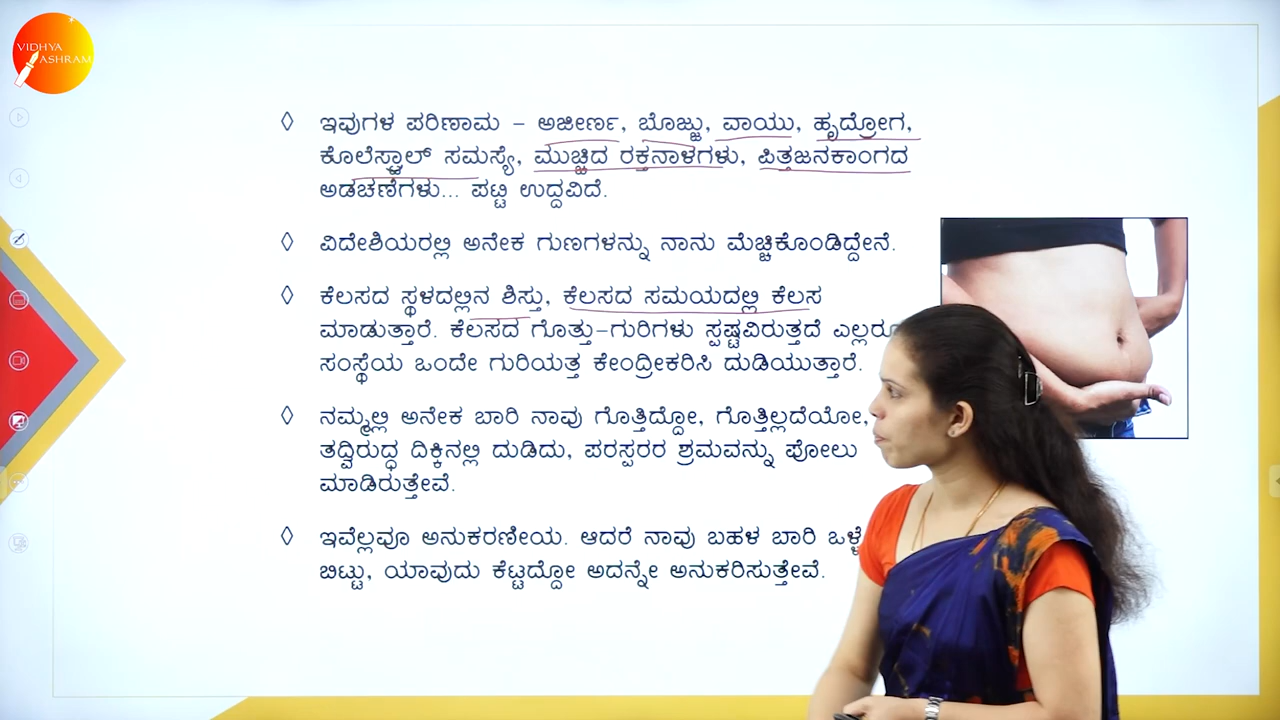 VIDHYA
ASHRAM
◊ ಇವುಗಳ ಪರಿಣಾಮ – ಅಜೀರ್ಣ, ಬೊಜ್ಜು, ವಾಯು, ಹೃದ್ರೋಗ,
ಕೊಲೆಸ್ಟ್ರಾಲ್ ಸಮಸ್ಯೆ, ಮುಚ್ಚಿದ ರಕ್ತನಾಳಗಳು, ಪಿತ್ತಜನಕಾಂಗದ
ಅಡಚಣೆಗಳು... ಪಟ್ಟಿ ಉದ್ದವಿದೆ.
◊ ವಿದೇಶಿಯರಲ್ಲಿ ಅನೇಕ ಗುಣಗಳನ್ನು ನಾನು ಮೆಚ್ಚಿಕೊಂಡಿದ್ದೇನೆ.
◊ ಕೆಲಸದ ಸ್ಥಳದಲ್ಲಿನ ಶಿಸ್ತು, ಕೆಲಸದ ಸಮಯದಲ್ಲಿ ಕೆಲಸ
ಮಾಡುತ್ತಾರೆ. ಕೆಲಸದ ಗೊತ್ತು-ಗುರಿಗಳು ಸ್ಪಷ್ಟವಿರುತ್ತದೆ ಎಲ್ಲರೂ
ಸಂಸ್ಥೆಯ ಒಂದೇ ಗುರಿಯತ್ತ ಕೇಂದ್ರೀಕರಿಸಿ ದುಡಿಯುತ್ತಾರೆ.
◊ ನಮ್ಮಲ್ಲಿ ಅನೇಕ ಬಾರಿ ನಾವು ಗೊತ್ತಿದ್ದೋ, ಗೊತ್ತಿಲ್ಲದೆಯೋ,
ತದ್ವಿರುದ್ಧ ದಿಕ್ಕಿನಲ್ಲಿ ದುಡಿದು, ಪರಸ್ಪರರ ಶ್ರಮವನ್ನು ಪೋಲು
ಮಾಡಿರುತ್ತೇವೆ.
◊ ಇವೆಲ್ಲವೂ ಅನುಕರಣೀಯ. ಆದರೆ ನಾವು ಬಹಳ ಬಾರಿ
ಬಿಟ್ಟು, ಯಾವುದು ಕೆಟ್ಟದ್ದೋ ಅದನ್ನೇ ಅನುಕರಿಸುತ್ತೇವೆ.